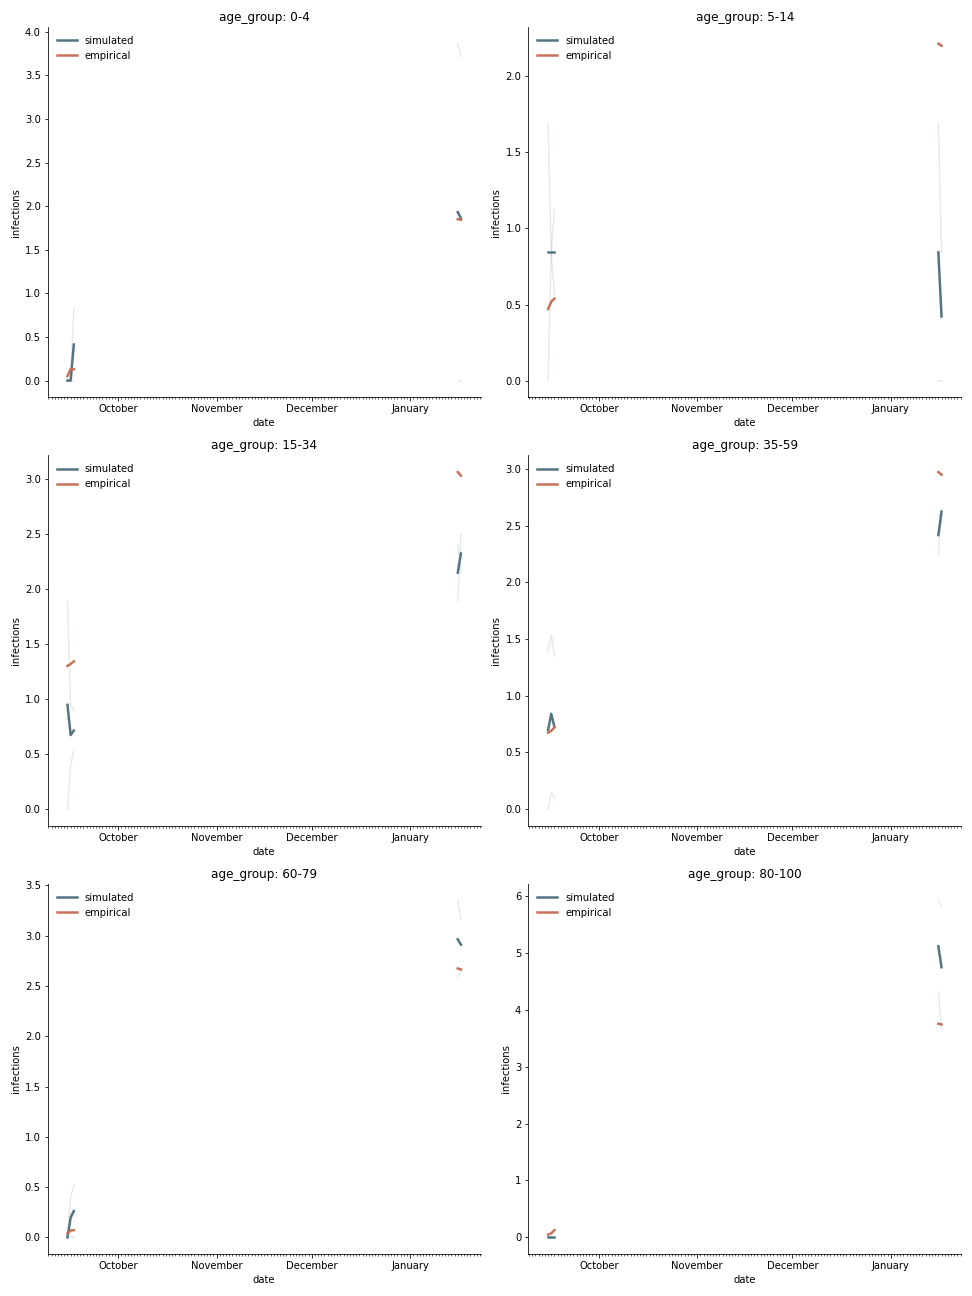 age_group: 0-4
simulated
empirical
4.0
3.5
3.0
2.5
2.0
1.5
1.0
0.5
0.0
infections
October
November
December
January
date
age_group: 5-14
simulated
empirical
2.0
1.5
1.0
0.5
0.0
infections
October
November
December
January
date
age_group: 15-34
simulated
empirical
3.0
2.5
2.0
1.5
1.0
0.5
0.0
infections
October
November
December
January
date
age_group: 35-59
simulated
empirical
3.0
2.5
2.0
1.5
1.0
0.5
0.0
infections
October
November
December
January
date
age_group: 60-79
simulated
empirical
3.5
3.0
2.5
2.0
1.5
1.0
0.5
0.0
infections
October
November
December
January
date
age_group: 80-100
simulated
empirical
6
5
4
3
2
1
0
infections
October
November
December
January
date